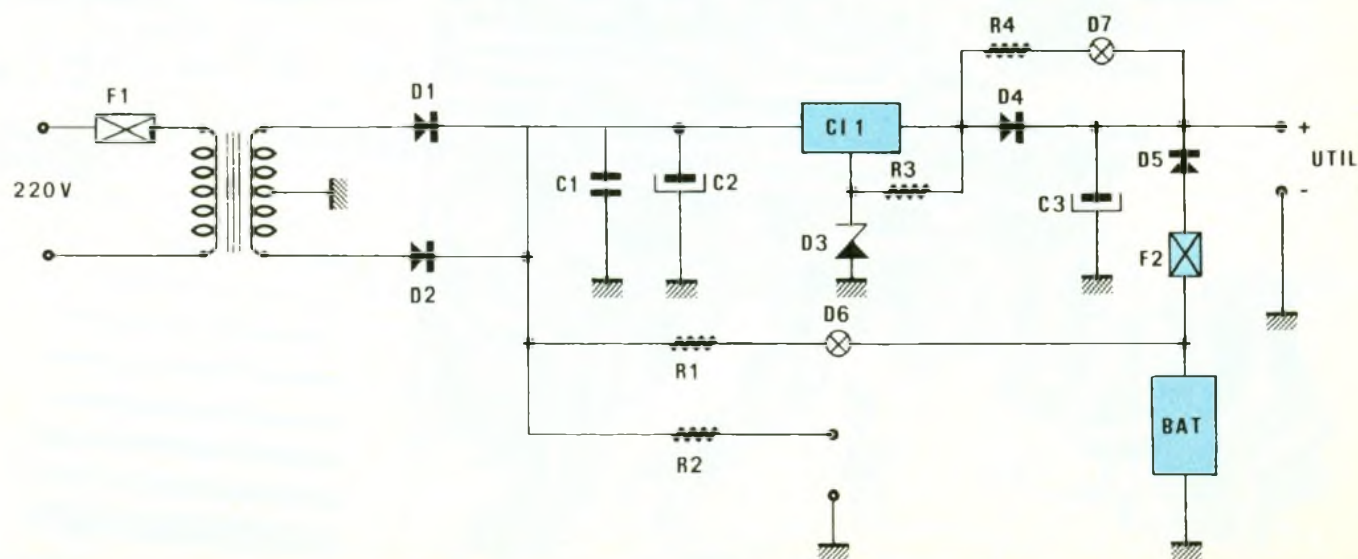 R4
D7
F1
D1
D4
CI 1
+
D5
UTIL
220V
C1
C2
R3
-
C3
D3
F2
D2
D6
R1
BAT
R2